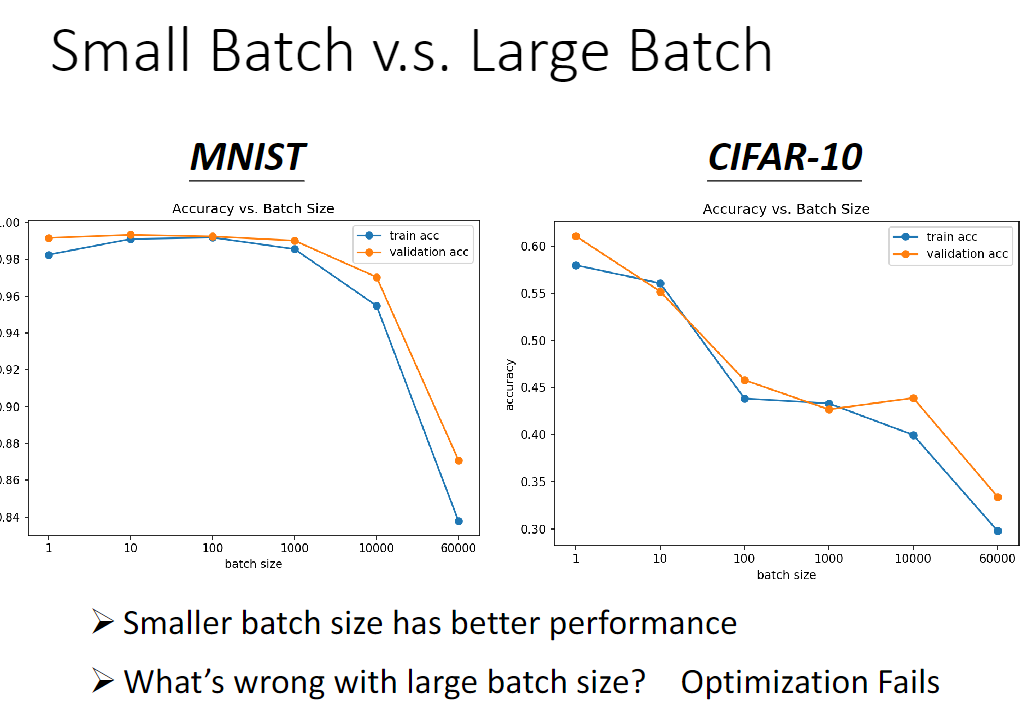 Small Batch v.s. Large Batch
MNIST
CIFAR-10
Accuracy vs. Batch Size
train acc
validation acc
.00
0.98
0.96
0.94
0.92
0.90
0.88
0.86
0.84
1 10 100 1000 10000 60000
batch size
Accuracy vs. Batch Size
train acc
validation acc
accuracy
0.60
0.55
0.50
0.45
0.40
0.35
0.30
1 10 100 1000 10000 60000
batch size
➢ Smaller batch size has better performance
➢ What's wrong with large batch size? Optimization Fails